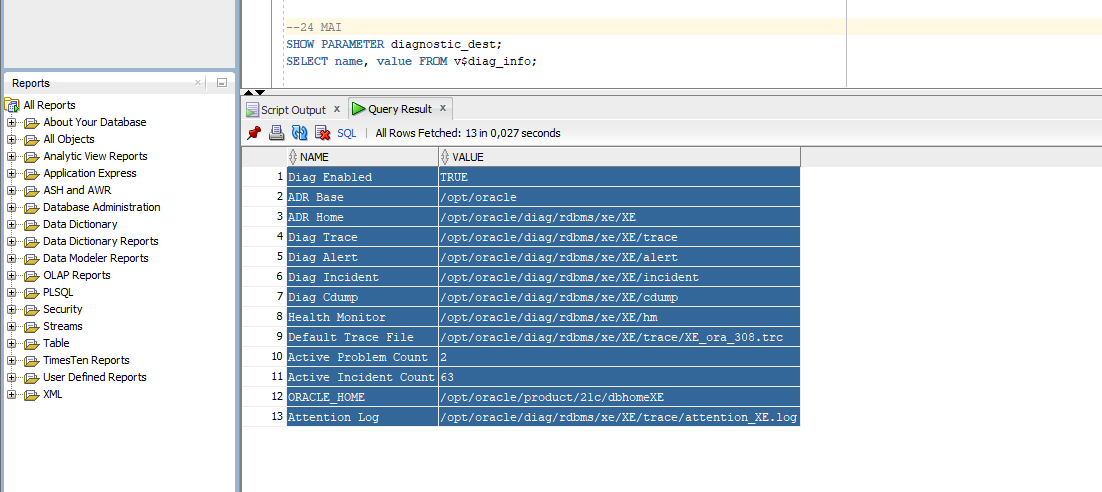 --24 MAI
SHOW PARAMETER diagnostic_dest;
SELECT name, value FROM v$diag_info;
Reports
All Reports
About Your Database
All Objects
Analytic View Reports
Application Express
ASH and AWR
Database Administration
Data Dictionary
Data Dictionary Reports
Data Modeler Reports
OLAP Reports
PLSQL
Security
Streams
Table
TimesTen Reports
User Defined Reports
XML
Script Output x Query Result x
SQL | All Rows Fetched: 13 in 0,027 seconds
NAME VALUE
1 Diag Enabled TRUE
2 ADR Base /opt/oracle
3 ADR Home /opt/oracle/diag/rdbms/xe/XE
4 Diag Trace /opt/oracle/diag/rdbms/xe/XE/trace
5 Diag Alert /opt/oracle/diag/rdbms/xe/XE/alert
6 Diag Incident /opt/oracle/diag/rdbms/xe/XE/incident
7 Diag Cdump /opt/oracle/diag/rdbms/xe/XE/cdump
8 Health Monitor /opt/oracle/diag/rdbms/xe/XE/hm
9 Default Trace File /opt/oracle/diag/rdbms/xe/XE/trace/XE_ora_308.trc
10 Active Problem Count 2
11 Active Incident Count 63
12 ORACLE_HOME /opt/oracle/product/21c/dbhomeXE
13 Attention Log /opt/oracle/diag/rdbms/xe/XE/trace/attention_XE.log